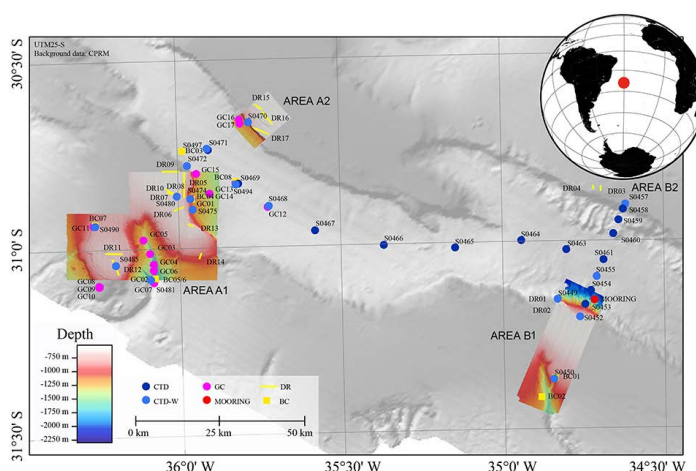 UTM25-S
Background data: CPRM
30°30' S
31°00' S
31°30' S
36°00' W
35°30' W
35°00' W
34°30' W
AREA A2
DR15
DR16
DR17
GC16
GC17
S0470
S0497
BC03
S0471
S0472
DR09
GC15
DR05
DR10
DR08
DR07
S0474
S0480
GC01
S0475
DR06
BC08
S0469
GC13
S0494
GC14
S0468
GC12
DR13
BC07
GC11
S0490
GC05
DR11
GC03
S0485
DR12
GC04
GC06
GC02
BC05/6
GC07
S0481
DR14
GC08
GC09
GC10
AREA A1
S0467
S0466
S0465
S0464
S0463
DR04
DR03
AREA B2
S0457
S0458
S0459
S0460
S0461
S0455
S0454
DR01
S0449
MOORING
DR02
S0453
S0452
AREA B1
S0450
BC01
BC02
Depth
-750 m
-1000 m
-1250 m
-1500 m
-1750 m
-2000 m
-2250 m
CTD
GC
DR
CTD-W
MOORING
BC
0 km
25 km
50 km